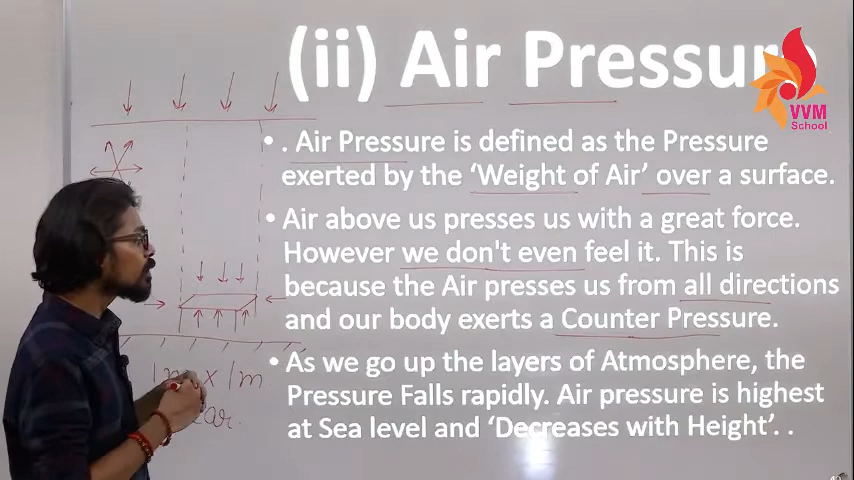 (ii) Air Pressure
VVM
School
• . Air Pressure is defined as the Pressure
exerted by the ‘Weight of Air’ over a surface.
• Air above us presses us with a great force.
However we don't even feel it. This is
because the Air presses us from all directions
and our body exerts a Counter Pressure.
• As we go up the layers of Atmosphere, the
Pressure Falls rapidly. Air pressure is highest
at Sea level and ‘Decreases with Height’. .
1m x 1m